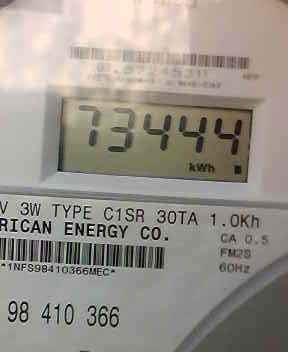 73444
kWh
V 3W TYPE C1SR 30TA 1.0Kh
RICAN ENERGY CO.
CA 0.5
FM2S
60Hz
*1NFS98410366MEC*
98 410 366